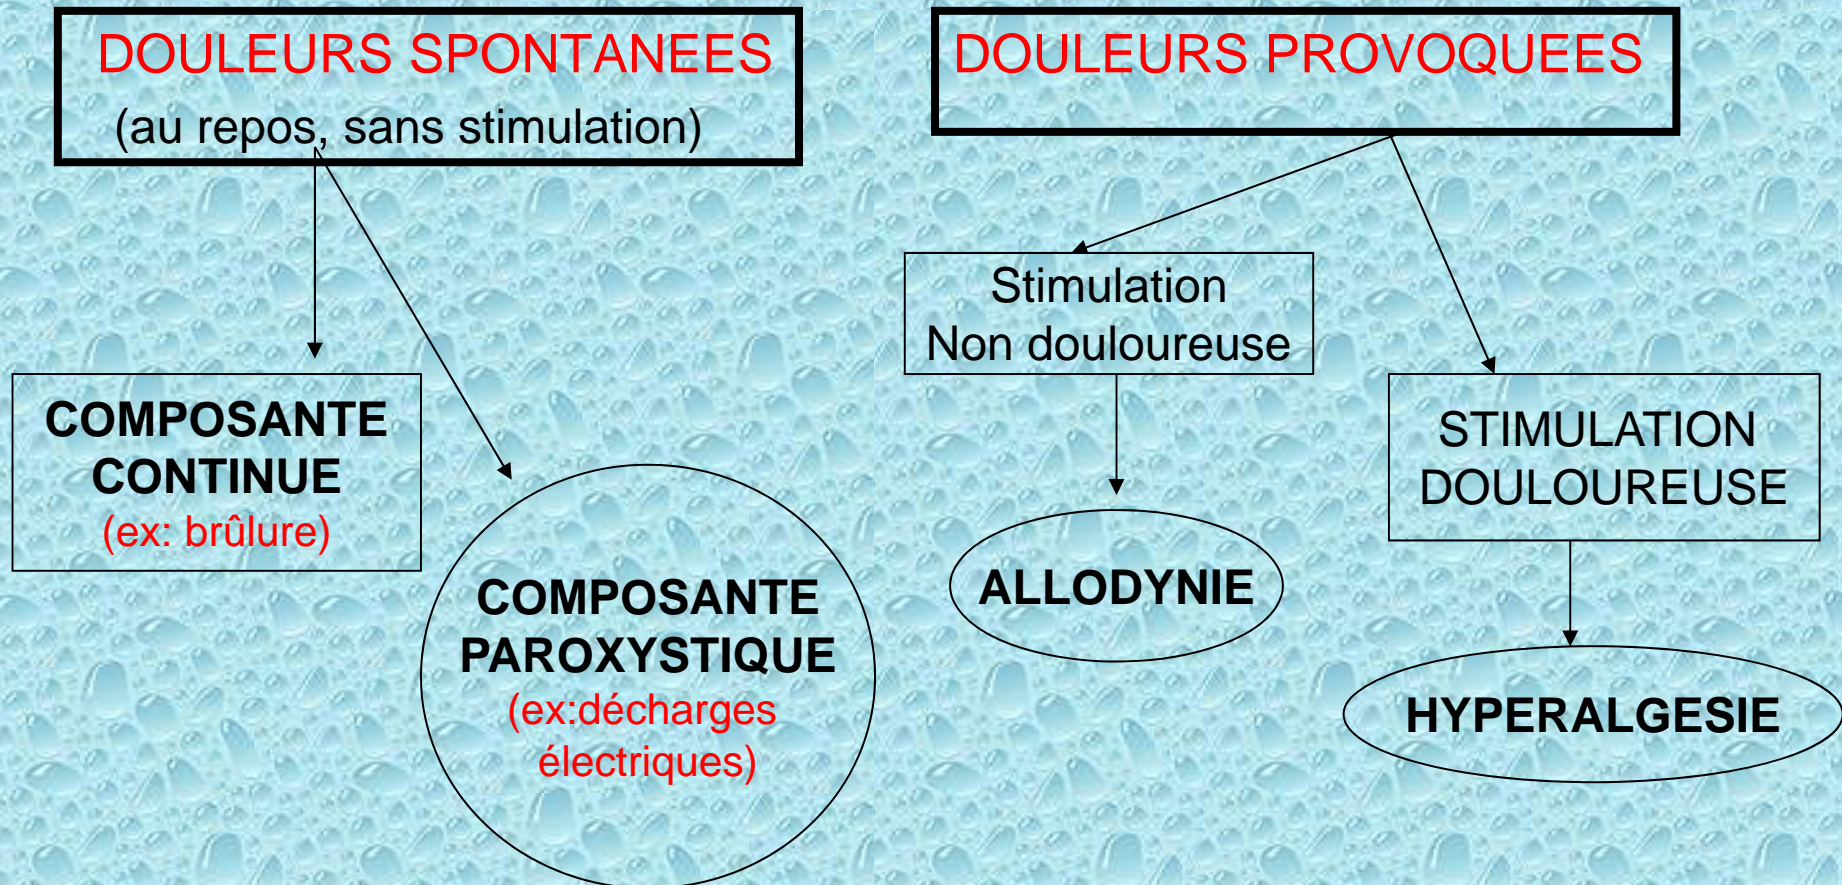 DOULEURS SPONTANEES
(au repos, sans stimulation)
COMPOSANTE
CONTINUE
(ex: brûlure)
COMPOSANTE
PAROXYSTIQUE
(ex:décharges
électriques)
DOULEURS PROVOQUEES
Stimulation
Non douloureuse
ALLODYNIE
STIMULATION
DOULOUREUSE
HYPERALGESIE